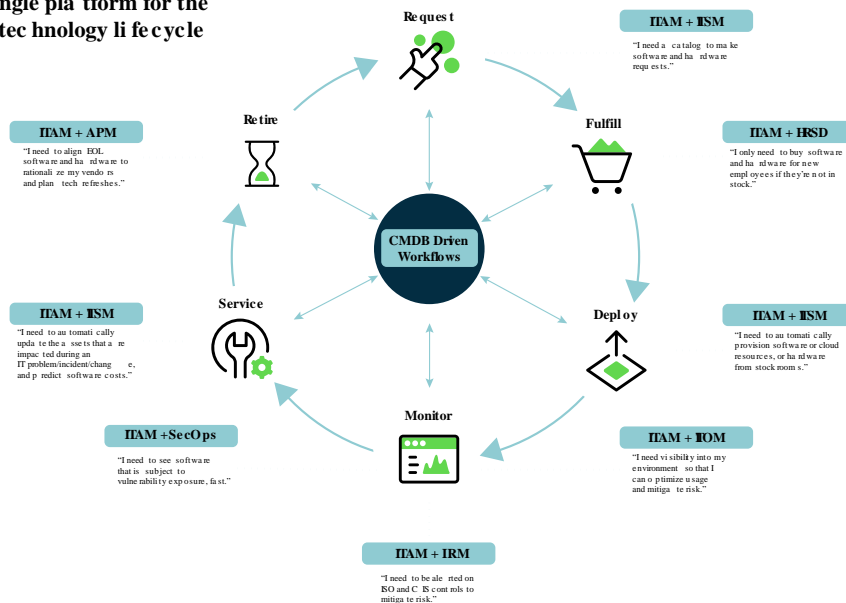 ngle platform for the
technology lifecycle
Request
ITAM + ITSM
“I need a catalog to make
software and hardware
requests.”
Retire
Fulfill
ITAM + APM
“I need to align EOL
software and hardware to
rationalize my vendors
and plan tech refreshes.”
ITAM + HRSD
“I only need to buy software
and hardware for new
employees if they’re not in
stock.”
CMDB Driven
Workflows
Service
ITAM + ITSM
“I need to automatically
update the assets that are
impacted during an
IT problem/incident/change,
and predict software costs.”
Deploy
ITAM + ITSM
“I need to automatically
provision software or cloud
resources, or hardware
from stockrooms.”
Monitor
ITAM +SecOps
“I need to see software
that is subject to
vulnerability exposure, fast.”
ITAM + ITOM
“I need visibility into my
environment so that I
can optimize usage
and mitigate risk.”
ITAM + IRM
“I need to be alerted on
ISO and CIS controls to
mitigate risk.”